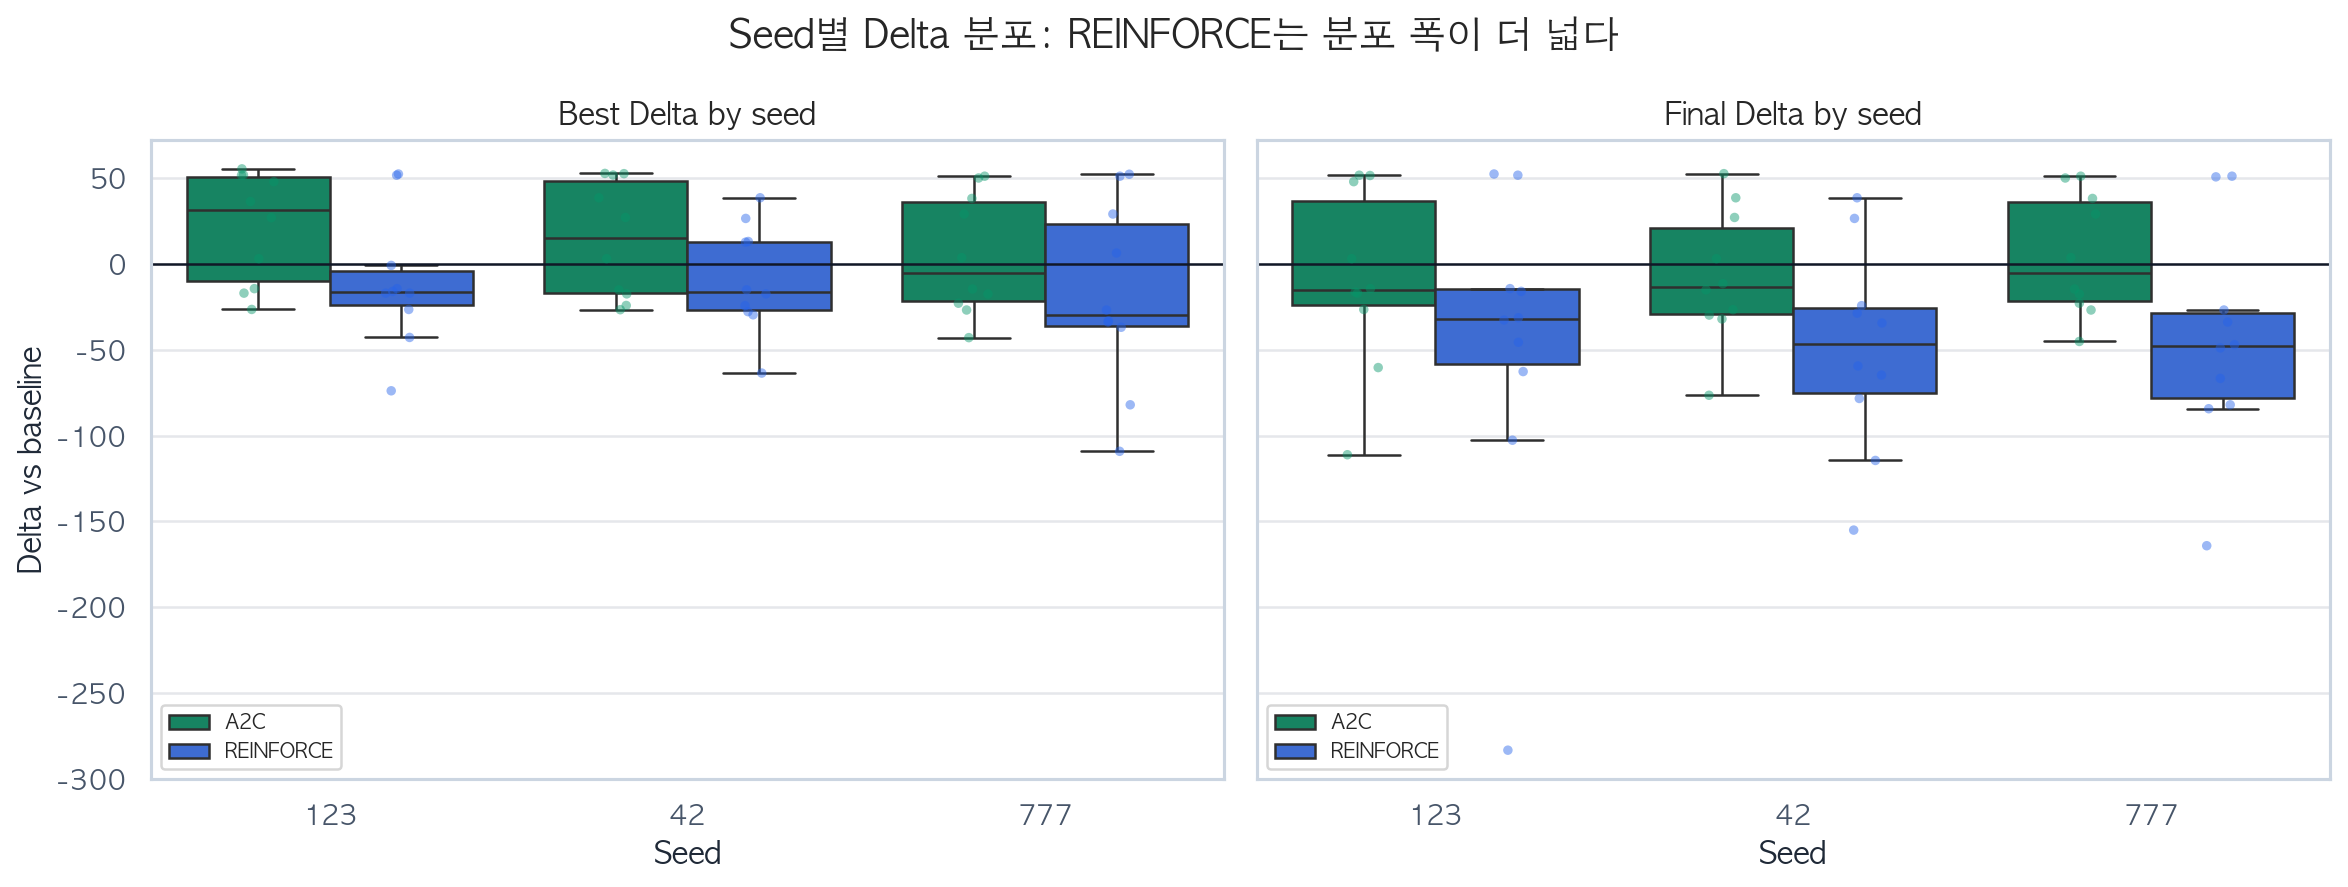 Seed별 Delta 분포: REINFORCE는 분포 폭이 더 넓다
Best Delta by seed
Final Delta by seed
Delta vs baseline
50
0
-50
-100
-150
-200
-250
-300
A2C
REINFORCE
A2C
REINFORCE
123
42
777
123
42
777
Seed
Seed